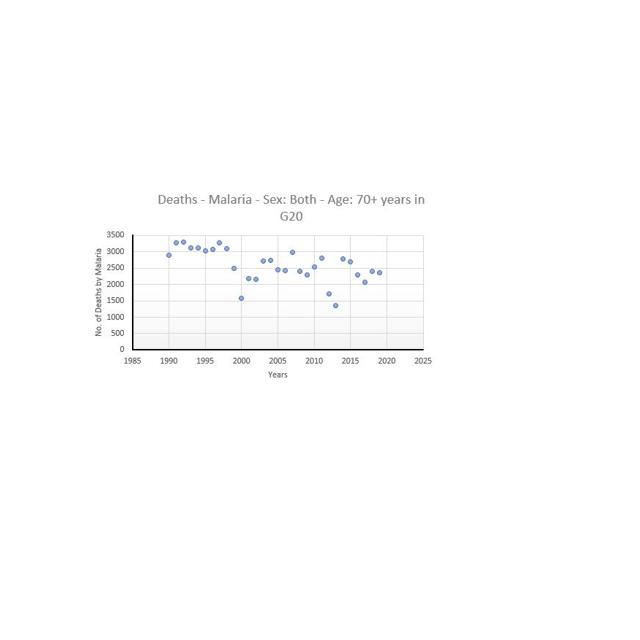 Deaths - Malaria - Sex: Both - Age: 70+ years in
G20
No. of Deaths by Malaria
3500
3000
2500
2000
1500
1000
500
0
1985 1990 1995 2000 2005 2010 2015 2020 2025
Years